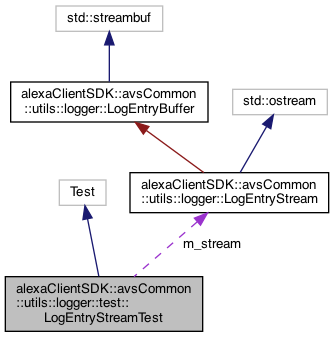 std::streambuf
alexaClientSDK::avsCommon
::utils::logger::LogEntryBuffer
std::ostream
Test
alexaClientSDK::avsCommon
::utils::logger::LogEntryStream
m_stream
alexaClientSDK::avsCommon
::utils::logger::test::
LogEntryStreamTest